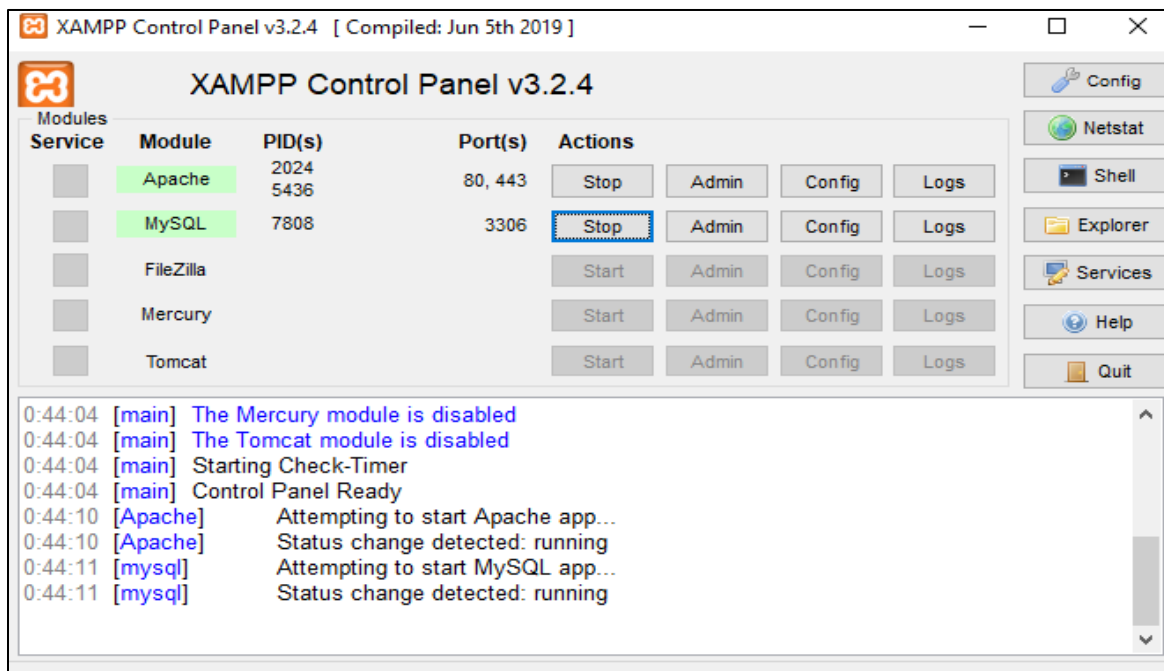 XAMPP Control Panel v3.2.4 [ Compiled: Jun 5th 2019 ]
XAMPP Control Panel v3.2.4
Config
Modules
Netstat
Service Module PID(s) Port(s) Actions
Apache 2024 5436 80, 443 Stop Admin Config Logs
Shell
MySQL 7808 3306 Stop Admin Config Logs
Explorer
FileZilla Start Admin Config Logs
Services
Mercury Start Admin Config Logs
Help
Tomcat Start Admin Config Logs
Quit
0:44:04 [main] The Mercury module is disabled
0:44:04 [main] The Tomcat module is disabled
0:44:04 [main] Starting Check-Timer
0:44:04 [main] Control Panel Ready
0:44:10 [Apache] Attempting to start Apache app...
0:44:10 [Apache] Status change detected: running
0:44:11 [mysql] Attempting to start MySQL app...
0:44:11 [mysql] Status change detected: running